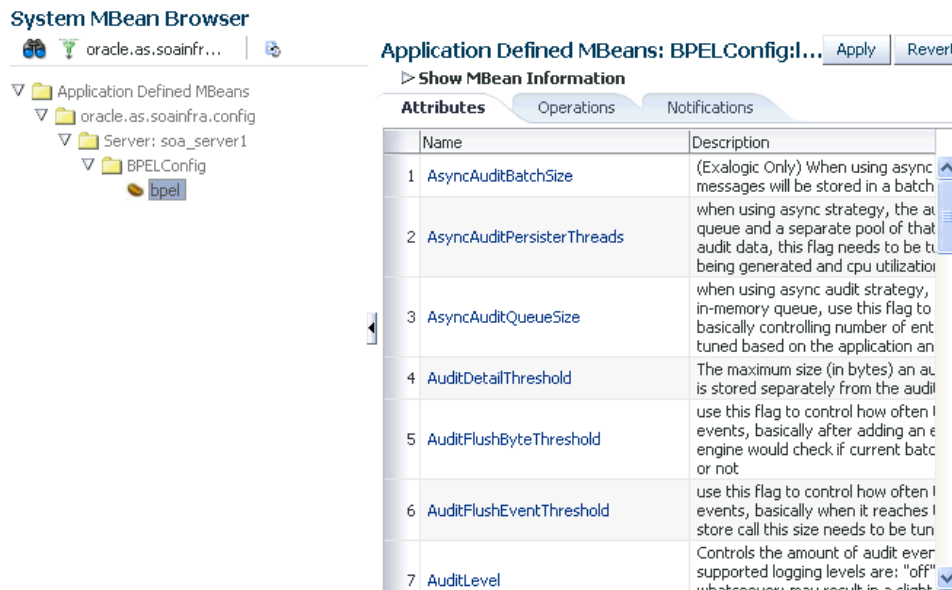 System MBean Browser
oracle.as.soainfr...
Application Defined MBeans
oracle.as.soainfra.config
Server: soa_server1
BPELConfig
bpel
Application Defined MBeans: BPELConfig:l...
Apply
Revert
Show MBean Information
Attributes
Operations
Notifications
Name
Description
1 AsyncAuditBatchSize
(Exalogic Only) When using async
messages will be stored in a batch
2 AsyncAuditPersisterThreads
when using async strategy, the
queue and a separate pool of that
audit data, this flag needs to be
being generated and cpu
3 AsyncAuditQueueSize
when using async audit strategy,
in-memory queue, use this flag to
basically controlling number of ent
tuned based on the application an
4 AuditDetailThreshold
The maximum size (in bytes) an au
is stored separately from the
5 AuditFlushByteThreshold
use this flag to control how often
events, basically after adding an e
engine would check if current batc
or not
6 AuditFlushEventThreshold
use this flag to control how often
events, basically when it reaches
store call this size needs to be tun
7 AuditLevel
Controls the amount of audit
supported logging levels are: "off"